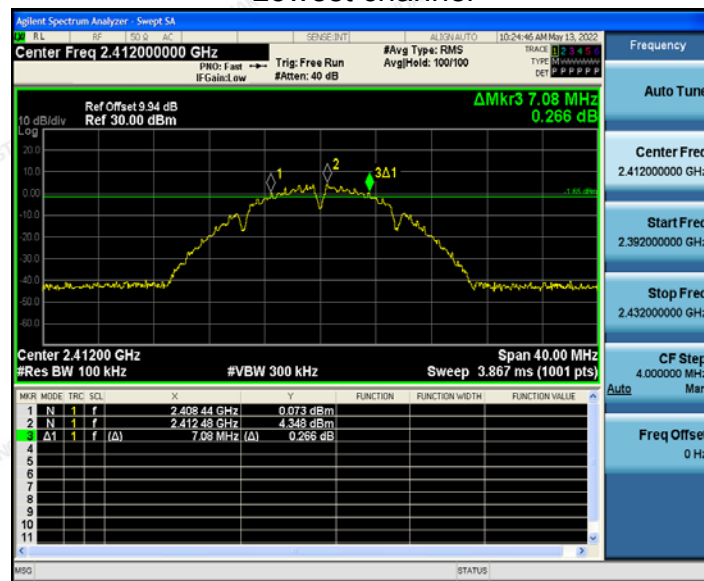 Lowest channel
Agilent Spectrum Analyzer - Swept SA
RL RF 50 Ω AC SENSE:INT ALIGNAUTO 10:24:46 AM May 13, 2022
Center Freq 2.412000000 GHz
PNO: Fast
IFGain:Low
Trig: Free Run
#Atten: 40 dB
#Avg Type: RMS
Avg|Hold: 100/100
TRACE 1 2 3 4 5 6
TYPE M
DET P P P P P P
Ref Offset 9.94 dB
10 dB/div Ref 30.00 dBm
Log
ΔMkr3 7.08 MHz
0.266 dB
20.0
10.0
0.00
-10.0
-20.0
-30.0
-40.0
-50.0
-60.0
1
2
3Δ1
-1.65 dBm
Center 2.41200 GHz Span 40.00 MHz
#Res BW 100 kHz #VBW 300 kHz Sweep 3.867 ms (1001 pts)
MKR MODE TRC SCL X Y FUNCTION FUNCTION WIDTH FUNCTION VALUE
1 N 1 f 2.408 44 GHz 0.073 dBm
2 N 1 f 2.412 48 GHz 4.348 dBm
3 Δ1 1 f (Δ) 7.08 MHz (Δ) 0.266 dB
4
5
6
7
8
9
10
11
MSG STATUS
Frequency
Auto Tune
Center Freq
2.412000000 GHz
Start Freq
2.392000000 GHz
Stop Freq
2.432000000 GHz
CF Step
4.000000 MHz
Auto Man
Freq Offset
0 Hz